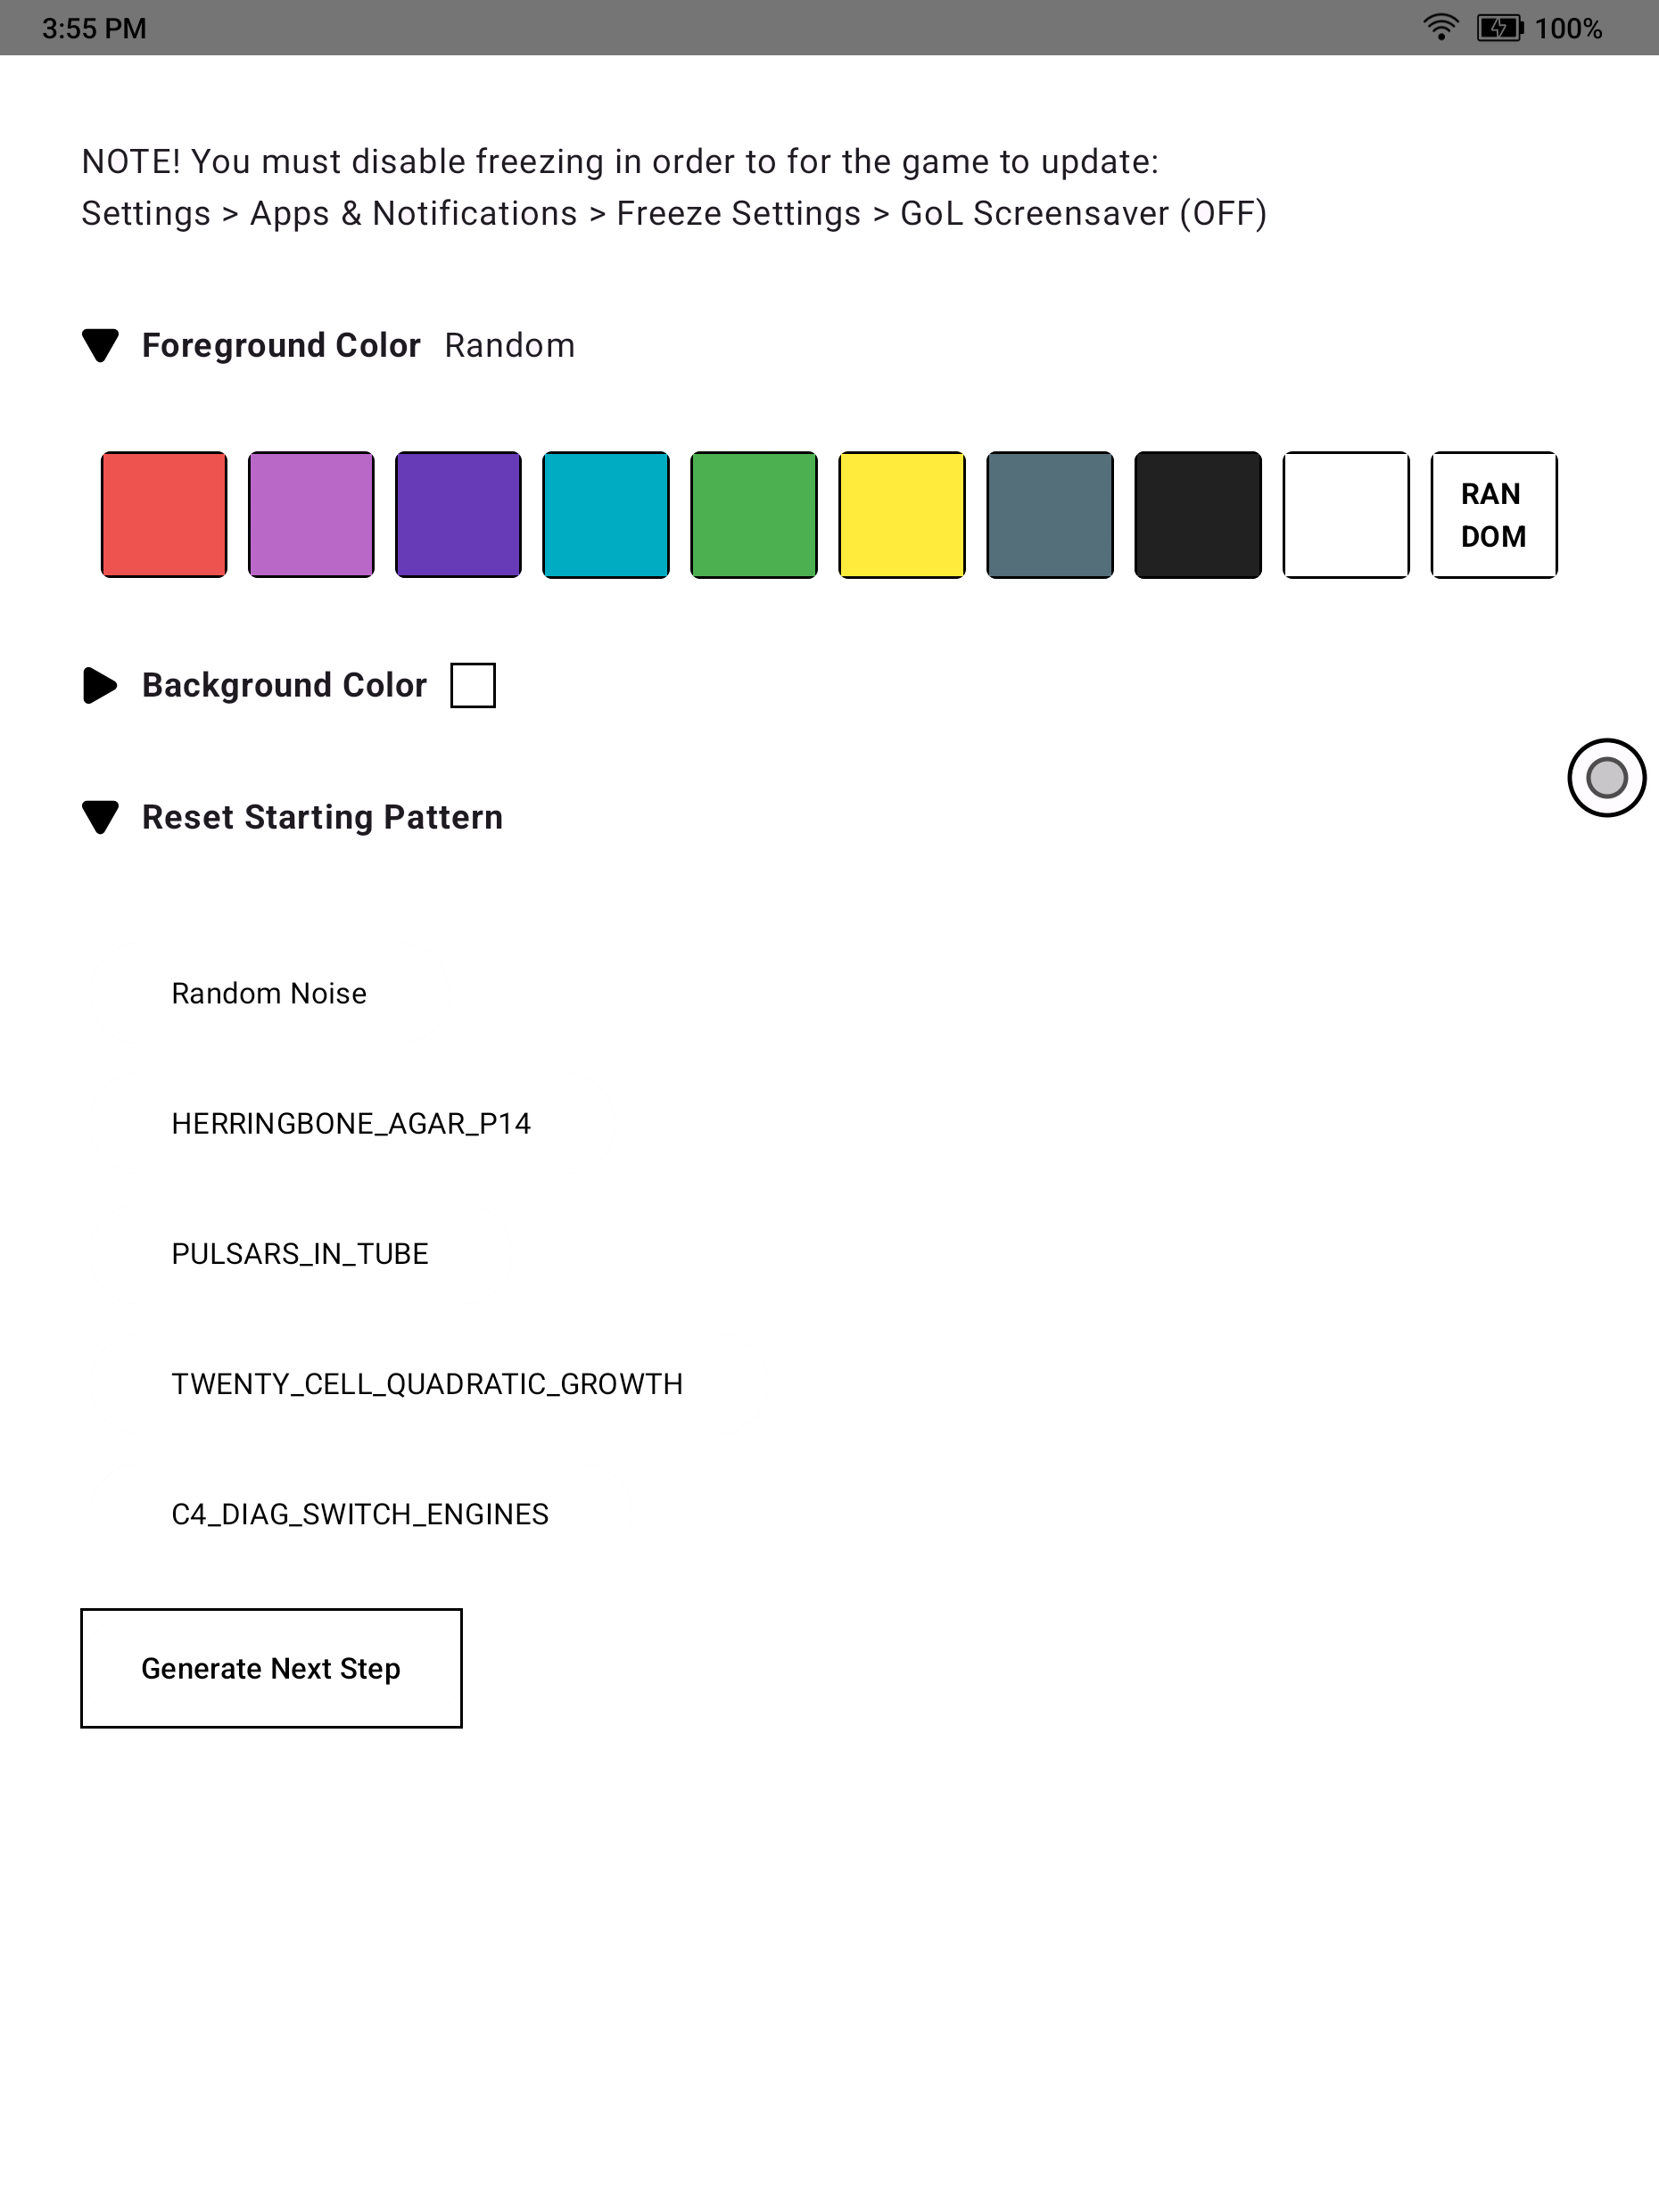 3:55 PM 100%
NOTE! You must disable freezing in order to for the game to update:
Settings > Apps & Notifications > Freeze Settings > GoL Screensaver (OFF)
Foreground Color Random
RAN
DOM
Background Color
Reset Starting Pattern
Random Noise
HERRINGBONE_AGAR_P14
PULSARS_IN_TUBE
TWENTY_CELL_QUADRATIC_GROWTH
C4_DIAG_SWITCH_ENGINES
Generate Next Step